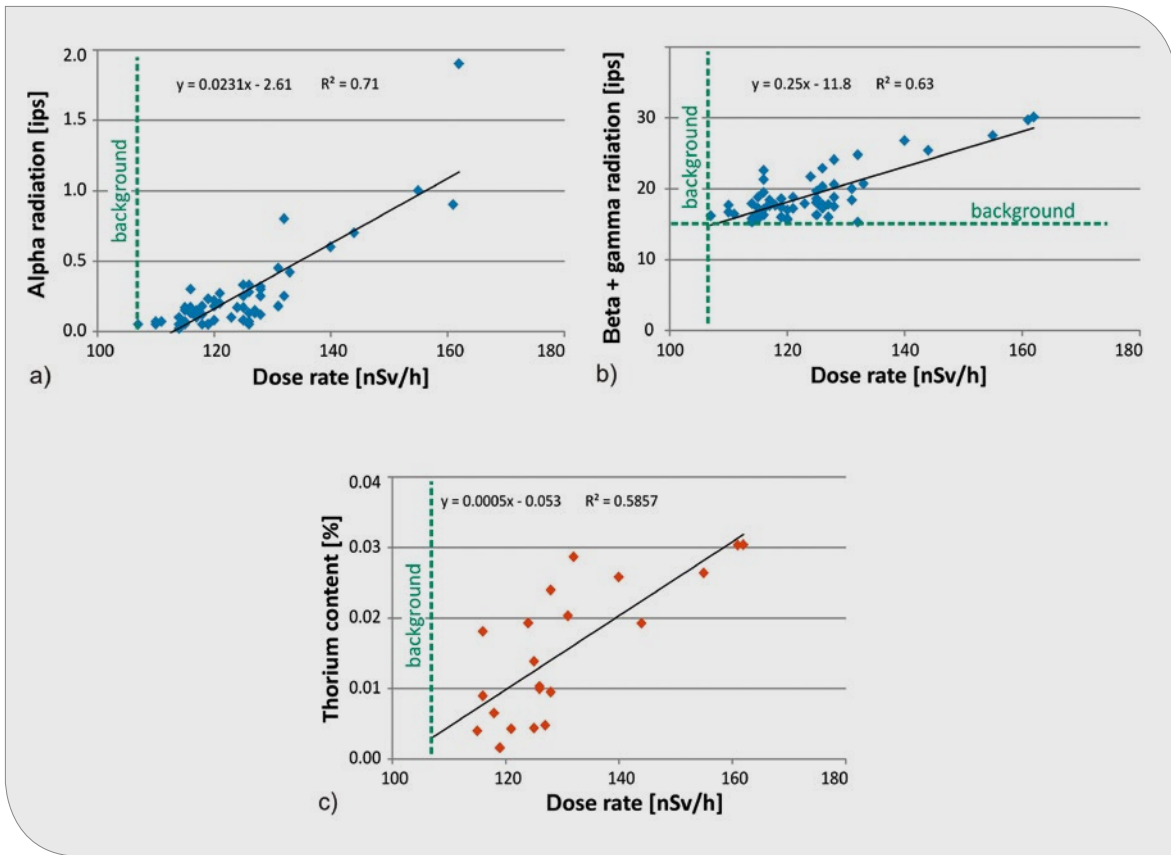 2.0
1.5
1.0
0.5
0.0
Alpha radiation [ips]
y = 0.0231x - 2.61 R² = 0.71
background
100 120 140 160 180
Dose rate [nSv/h]
a)
30
20
10
0
Beta + gamma radiation [ips]
y = 0.25x - 11.8 R² = 0.63
background
background
100 120 140 160 180
Dose rate [nSv/h]
b)
0.04
0.03
0.02
0.01
0.00
Thorium content [%]
y = 0.0005x - 0.053 R² = 0.5857
background
100 120 140 160 180
Dose rate [nSv/h]
c)